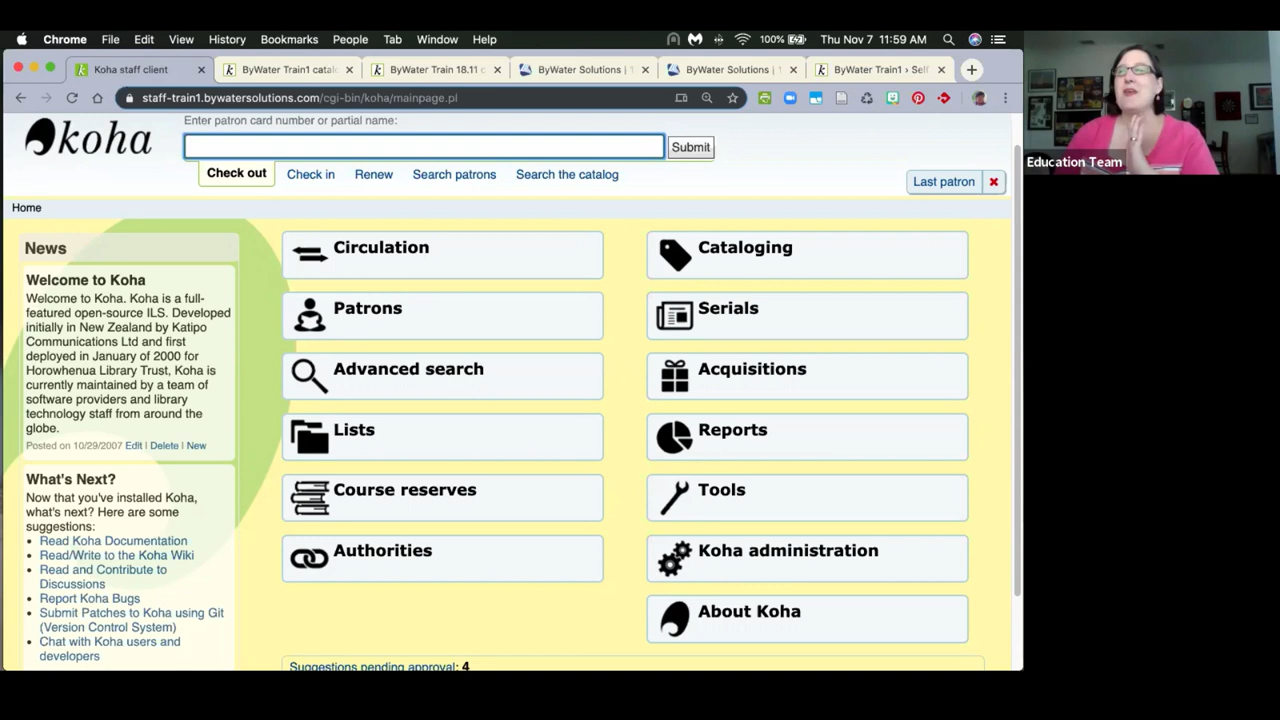 Chrome File Edit View History Bookmarks People Tab Window Help 100% Thu Nov 7 11:59 AM
Koha staff client ByWater Train1 cata ByWater Train 18.11 c ByWater Solutions | 1 ByWater Solutions | 1 ByWater Train1 › Self
staff-train1.bywatersolutions.com/cgi-bin/koha/mainpage.pl
Enter patron card number or partial name:
koha
Submit
Check out Check in Renew Search patrons Search the catalog
Last patron
Education Team
Home
News
Welcome to Koha
Welcome to Koha. Koha is a full-
featured open-source ILS. Developed
initially in New Zealand by Katipo
Communications Ltd and first
deployed in January of 2000 for
Horowhenua Library Trust, Koha is
currently maintained by a team of
software providers and library
technology staff from around the
globe.
Posted on 10/29/2007 Edit | Delete | New
What's Next?
Now that you've installed Koha,
what's next? Here are some
suggestions:
Read Koha Documentation
Read/Write to the Koha Wiki
Read and Contribute to
Discussions
Report Koha Bugs
Submit Patches to Koha using Git
(Version Control System)
Chat with Koha users and
developers
Circulation
Patrons
Advanced search
Lists
Course reserves
Authorities
Cataloging
Serials
Acquisitions
Reports
Tools
Koha administration
About Koha
Suggestions pending approval: 4